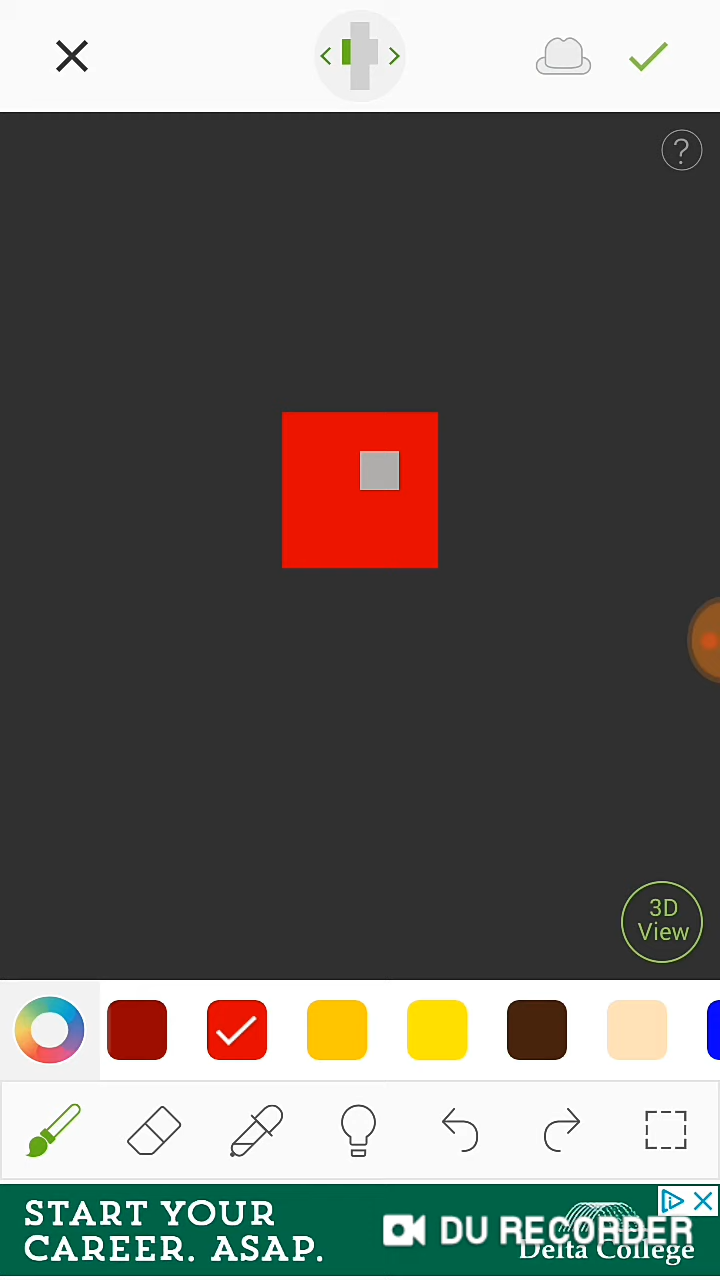 ?
3D
View
START YOUR
CAREER. ASAP.
DU RECORDER
Delta College